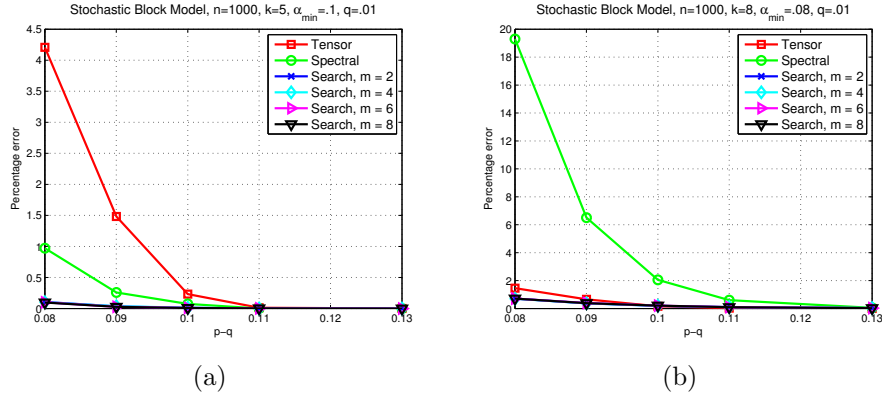 Stochastic Block Model, n=1000, k=5, α_min=.1, q=.01
4.5
4
3.5
3
2.5
2
1.5
1
0.5
0
Percentage error
0.08
0.09
0.1
0.11
0.12
0.13
p−q
Tensor
Spectral
Search, m = 2
Search, m = 4
Search, m = 6
Search, m = 8
(a)
Stochastic Block Model, n=1000, k=8, α_min=.08, q=.01
20
18
16
14
12
10
8
6
4
2
0
Percentage error
0.08
0.09
0.1
0.11
0.12
0.13
p−q
Tensor
Spectral
Search, m = 2
Search, m = 4
Search, m = 6
Search, m = 8
(b)